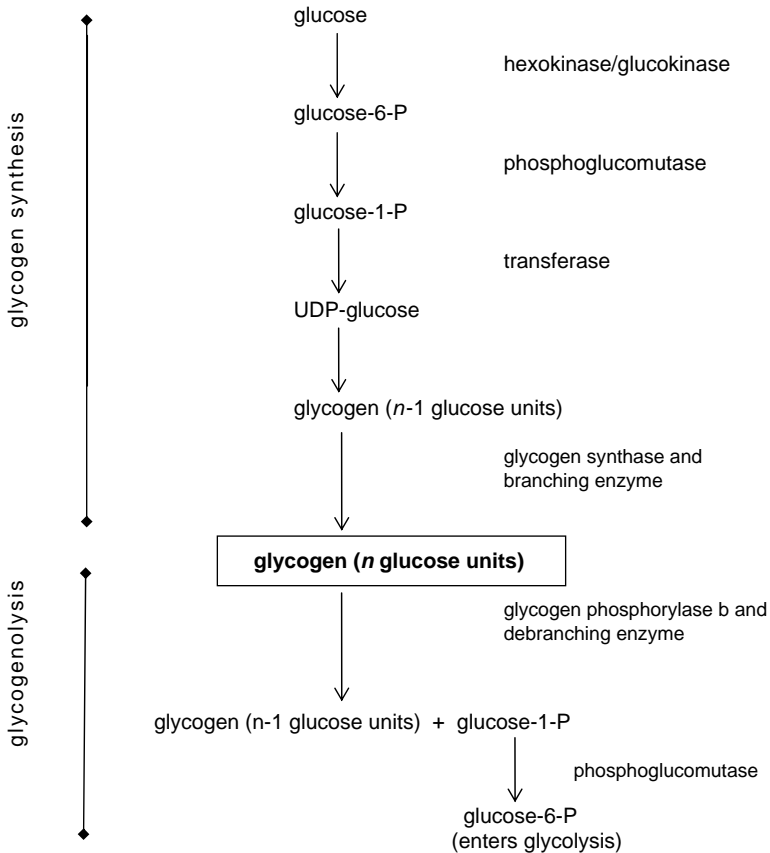 glycogen synthesis
glucose
hexokinase/glucokinase
glucose-6-P
phosphoglucomutase
glucose-1-P
transferase
UDP-glucose
glycogen (n-1 glucose units)
glycogen synthase and
branching enzyme
glycogen (n glucose units)
glycogenolysis
glycogen phosphorylase b and
debranching enzyme
glycogen (n-1 glucose units) + glucose-1-P
phosphoglucomutase
glucose-6-P
(enters glycolysis)